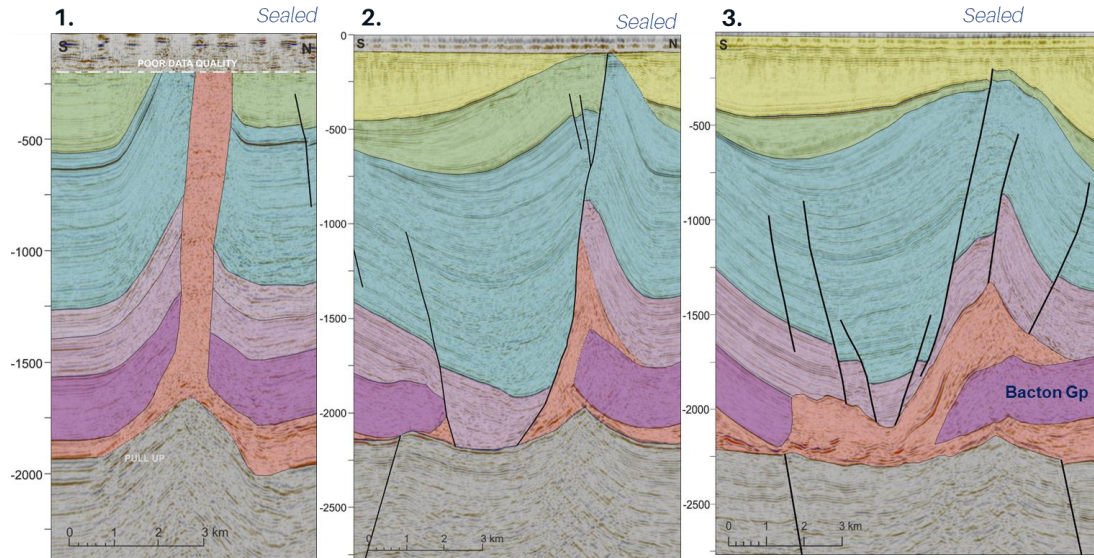 1.
Sealed
S
N
POOR DATA QUALITY
-500
-1000
-1500
-2000
PULL UP
0 1 2 3 km
2.
Sealed
0
S
N
-500
-1000
-1500
-2000
-2500
0 1 2 3 km
3.
Sealed
S
N
-500
-1000
-1500
-2000
-2500
Bacton Gp
0 1 2 3 km